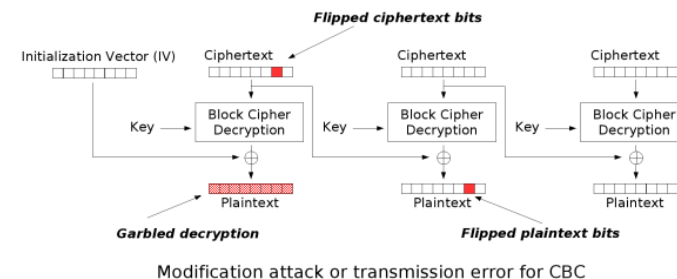 Flipped ciphertext bits
Initialization Vector (IV)
Ciphertext
Ciphertext
Ciphertext
Key
Block Cipher
Decryption
Key
Block Cipher
Decryption
Key
Block Cipher
Decryption
Plaintext
Plaintext
Plaintext
Garbled decryption
Flipped plaintext bits
Modification attack or transmission error for CBC